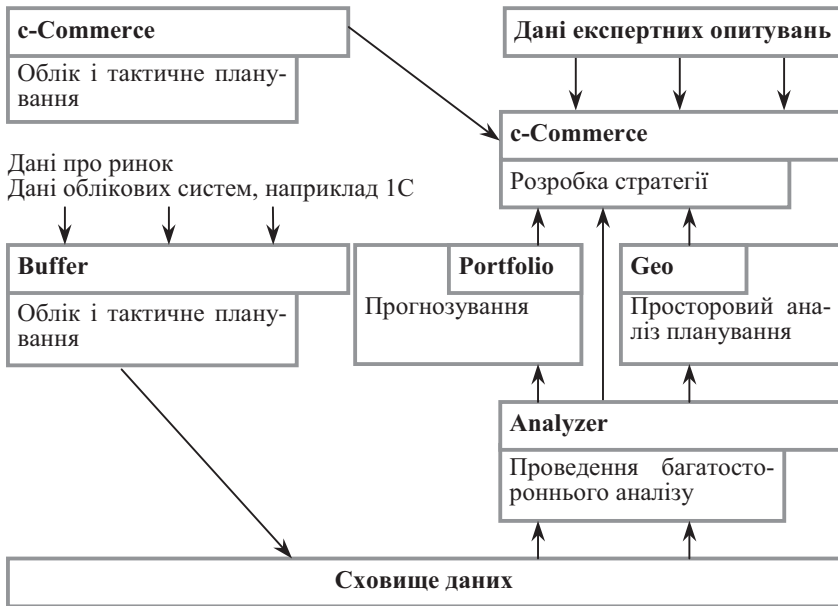 c-Commerce
Облік і тактичне плану-
вання
Дані експертних опитувань
c-Commerce
Розробка стратегії
Дані про ринок
Дані облікових систем, наприклад 1С
Buffer
Облік і тактичне плану-
вання
Portfolio
Прогнозування
Geo
Просторовий ана-
ліз планування
Analyzer
Проведення багатосто-
роннього аналізу
Сховище даних